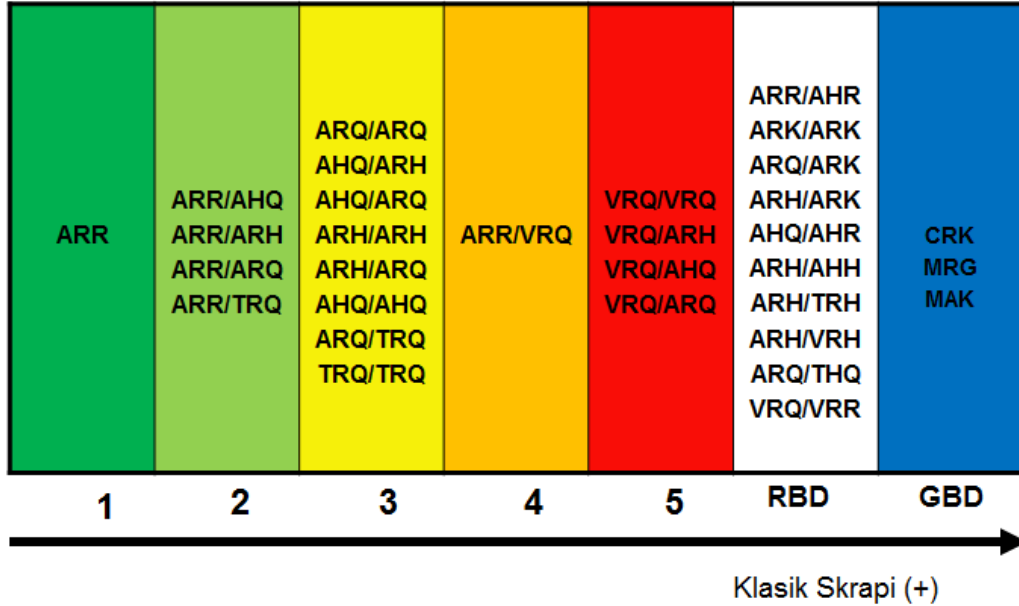 ARR
ARR/AHQ
ARR/ARH
ARR/ARQ
ARR/TRQ
ARQ/ARQ
AHQ/ARH
AHQ/ARQ
ARH/ARH
ARH/ARQ
AHQ/AHQ
ARQ/TRQ
TRQ/TRQ
ARR/VRQ
VRQ/VRQ
VRQ/ARH
VRQ/AHQ
VRQ/ARQ
ARR/AHR
ARK/ARK
ARQ/ARK
ARH/ARK
AHQ/AHR
ARH/AHH
ARH/TRH
ARH/VRH
ARQ/THQ
VRQ/VRR
CRK
MRG
MAK
1 2 3 4 5 RBD GBD
Klasik Skrapi (+)